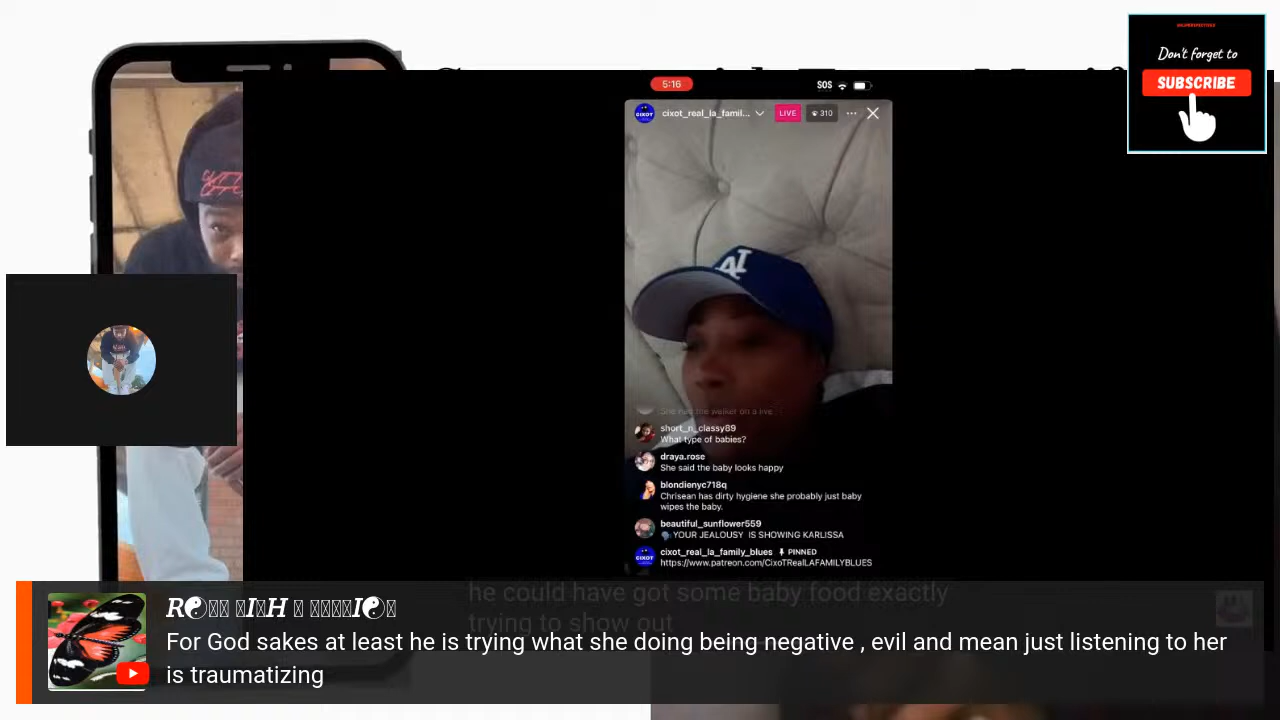 Don't forget to
SUBSCRIBE
5:16
SOS
cixot_real_la_famil...
LIVE
310
CIXOT
LA
short_n_classy89
What type of babies?
draya.rose
She said the baby looks happy
blondienyc718q
Chrisean has dirty hygiene she probably just baby
wipes the baby.
beautiful_sunflower559
YOUR JEALOUSY IS SHOWING KARLISSA
cixot_real_la_family_blues PINNED
https://www.patreon.com/CixoTRealLAFAMILYBLUES
he could have got some baby food exactly
trying to show out
For God sakes at least he is trying what she doing being negative , evil and mean just listening to her
is traumatizing